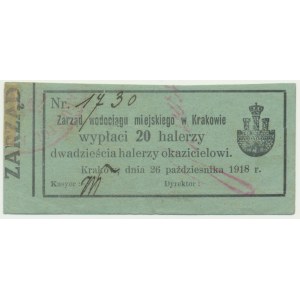 ZARZĄD
Nr. 1730
Zarząd wodociągu miejskiego w Krakowie
wypłaci 20 halerzy
dwadzieścia halerzy okazicielowi.
Kraków, dnia 26 października 1918 r.
Kasyer: Dyrektor: